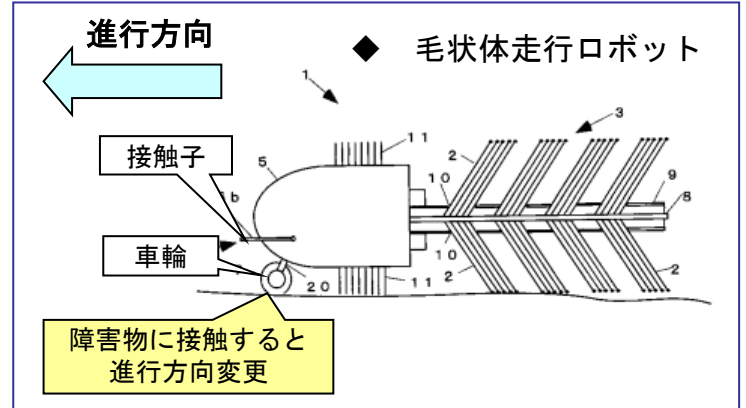 進行方向
◆ 毛状体走行ロボット
1
3
11
接触子
5
2
10
9
b
8
車輪
10
20
11
2
2
障害物に接触すると
進行方向変更